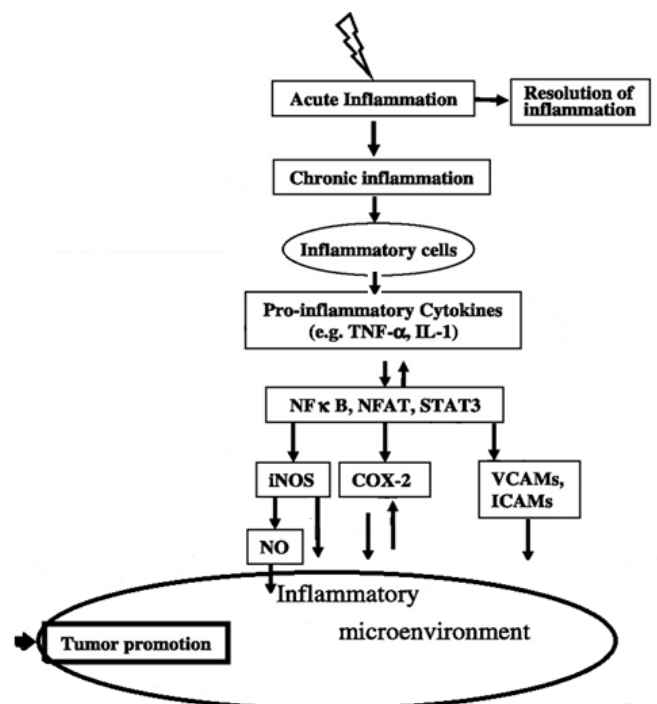 Acute Inflammation
Resolution of
inflammation
Chronic inflammation
Inflammatory cells
Pro-inflammatory Cytokines
(e.g. TNF-α, IL-1)
NFκ B, NFAT, STAT3
iNOS
COX-2
VCAMs,
ICAMs
NO
Inflammatory
microenvironment
Tumor promotion